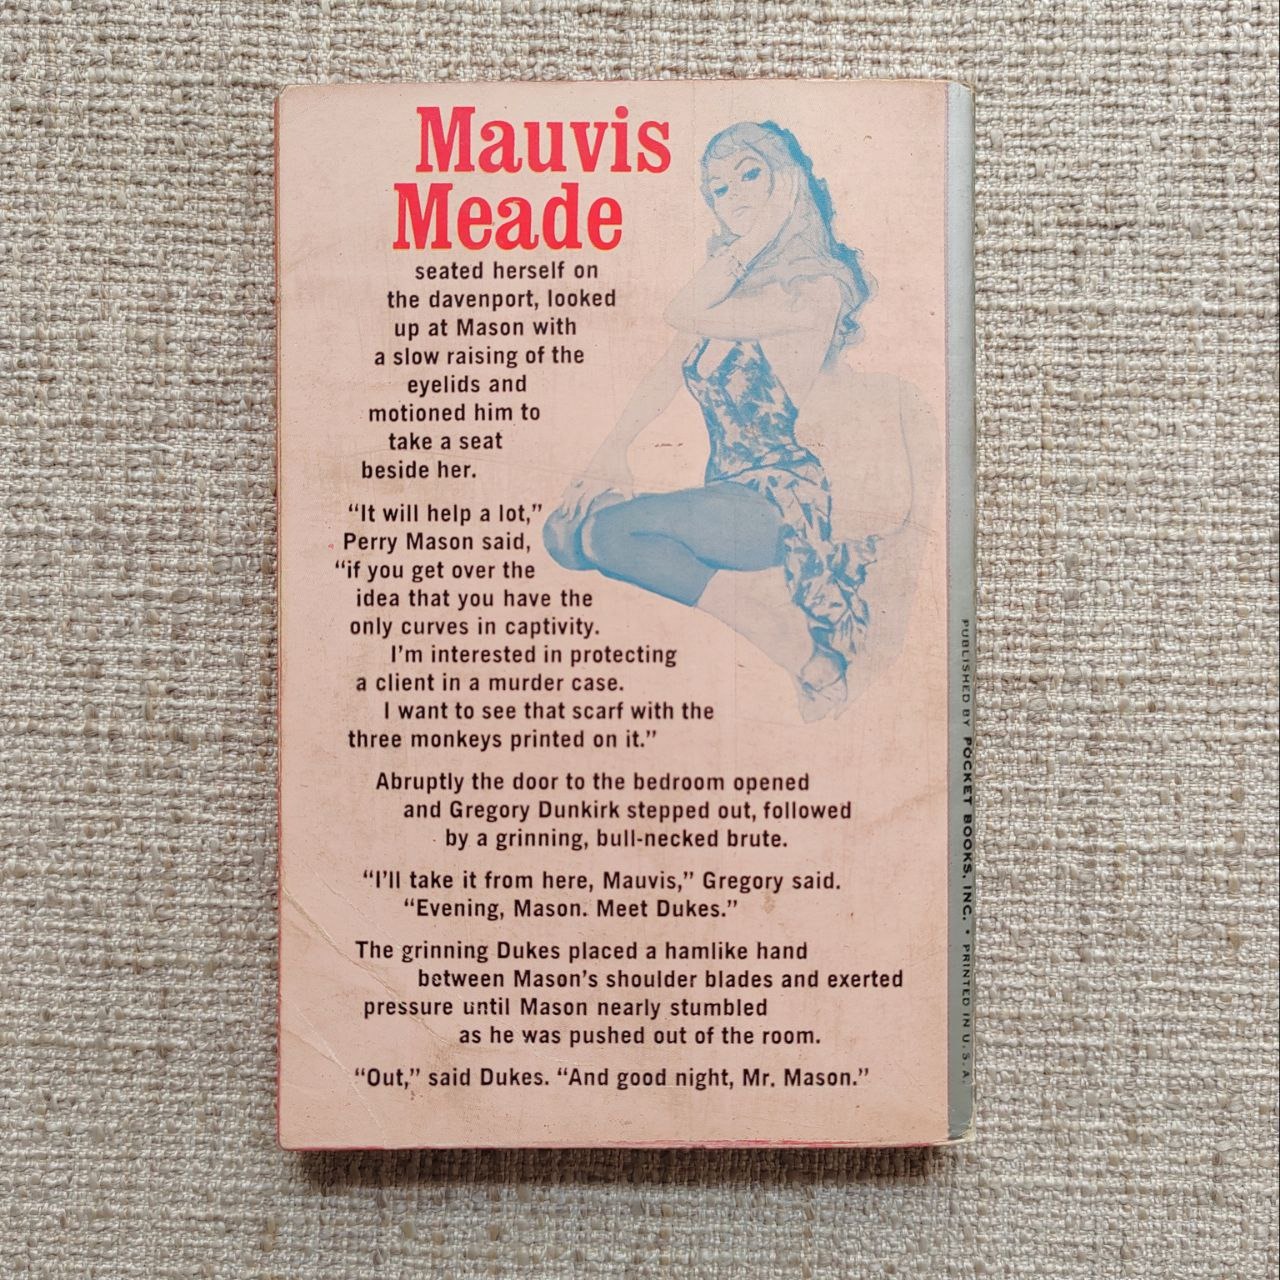 Mauvis
Meade
seated herself on
the davenport, looked
up at Mason with
a slow raising of the
eyelids and
motioned him to
take a seat
beside her.
“It will help a lot,”
Perry Mason said,
“if you get over the
idea that you have the
only curves in captivity.
I’m interested in protecting
a client in a murder case.
I want to see that scarf with the
three monkeys printed on it.”
Abruptly the door to the bedroom opened
and Gregory Dunkirk stepped out, followed
by a grinning, bull-necked brute.
“I’ll take it from here, Mauvis,” Gregory said.
“Evening, Mason. Meet Dukes.”
The grinning Dukes placed a hamlike hand
between Mason’s shoulder blades and exerted
pressure until Mason nearly stumbled
as he was pushed out of the room.
“Out,” said Dukes. “And good night, Mr. Mason.”
PUBLISHED BY POCKET BOOKS, INC. • PRINTED IN U.S.A.